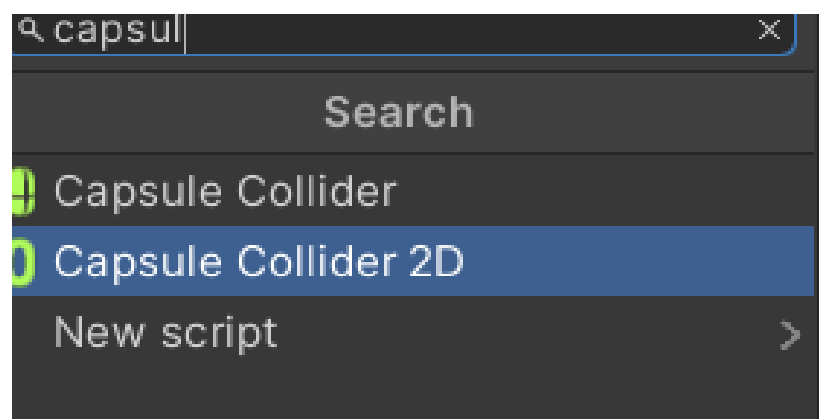 capsul
Search
Capsule Collider
Capsule Collider 2D
New script